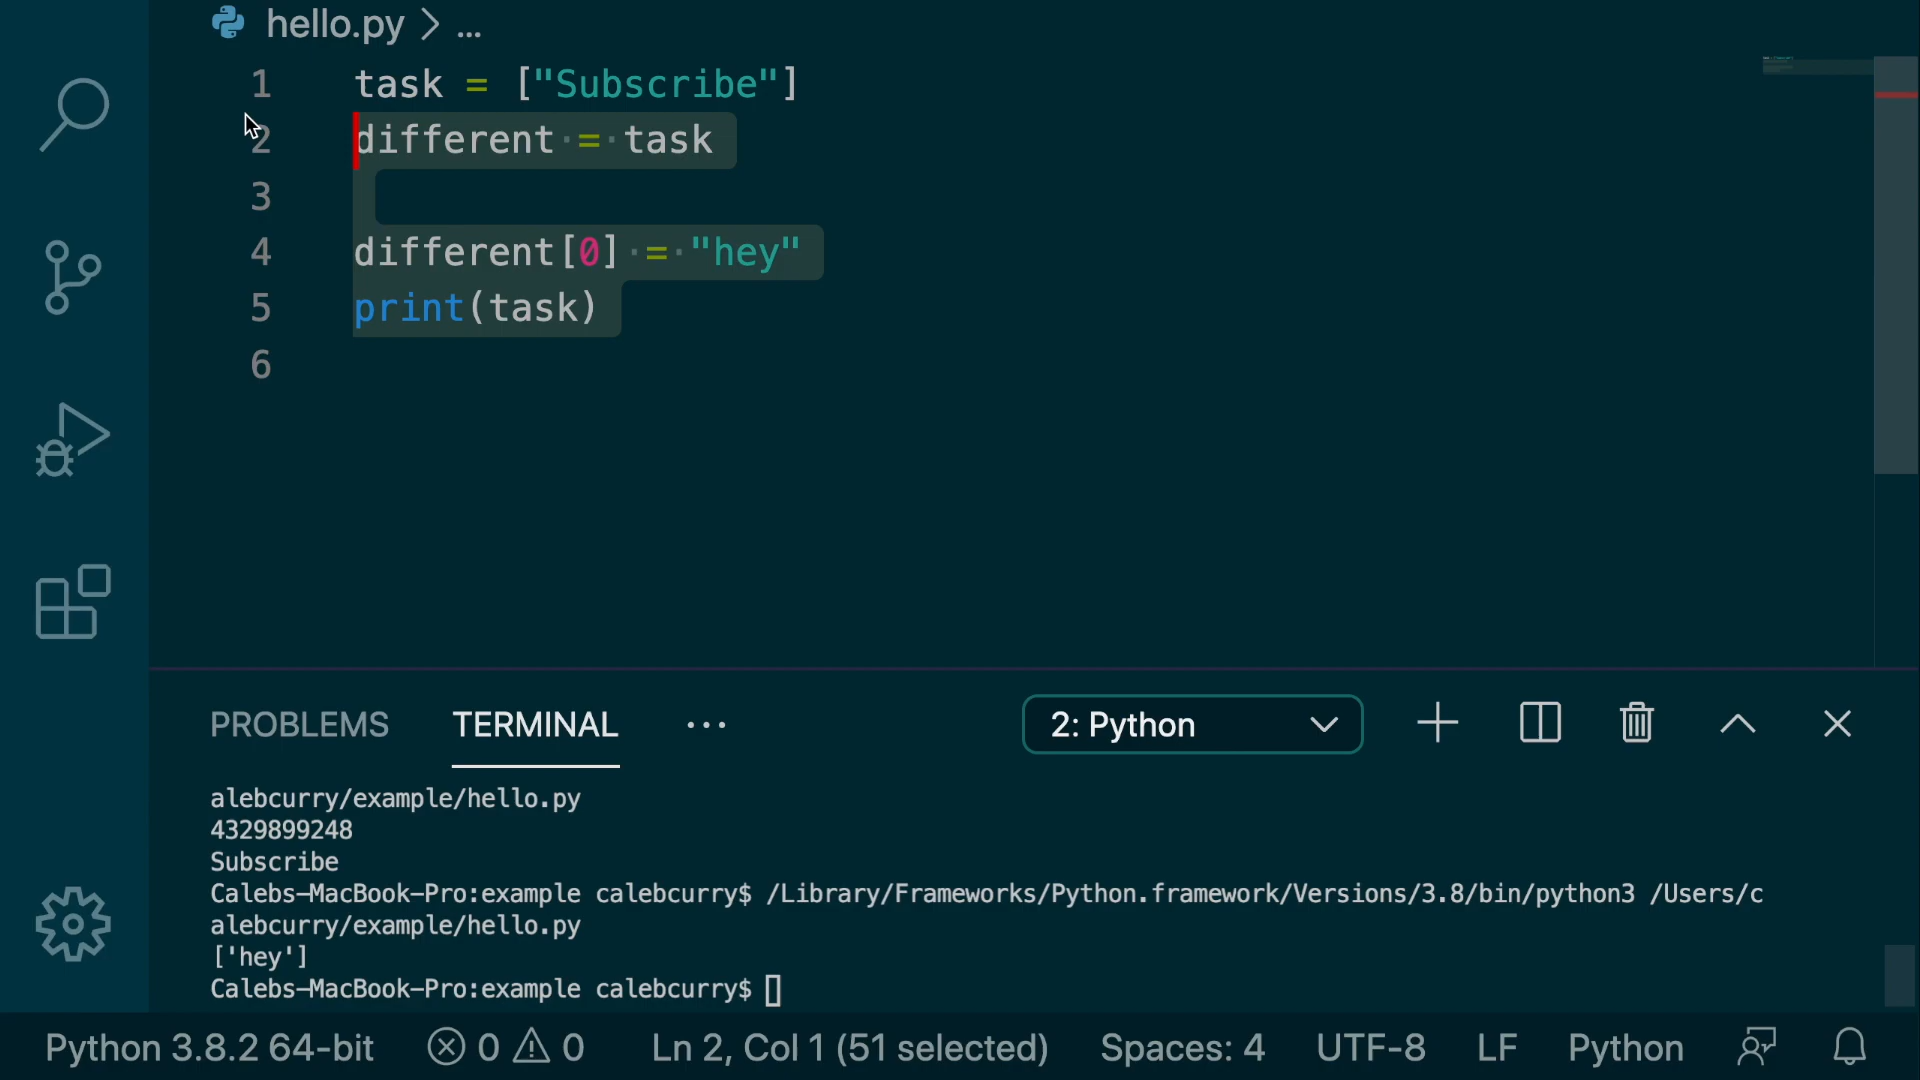 hello.py > ...
1 task = ["Subscribe"]
2 different = task
3
4 different[0] = "hey"
5 print(task)
6
PROBLEMS TERMINAL ··· 2: Python
alebcurry/example/hello.py
4329899248
Subscribe
Calebs-MacBook-Pro:example calebcurry$ /Library/Frameworks/Python.framework/Versions/3.8/bin/python3 /Users/c
alebcurry/example/hello.py
['hey']
Calebs-MacBook-Pro:example calebcurry$
Python 3.8.2 64-bit 0 0 Ln 2, Col 1 (51 selected) Spaces: 4 UTF-8 LF Python